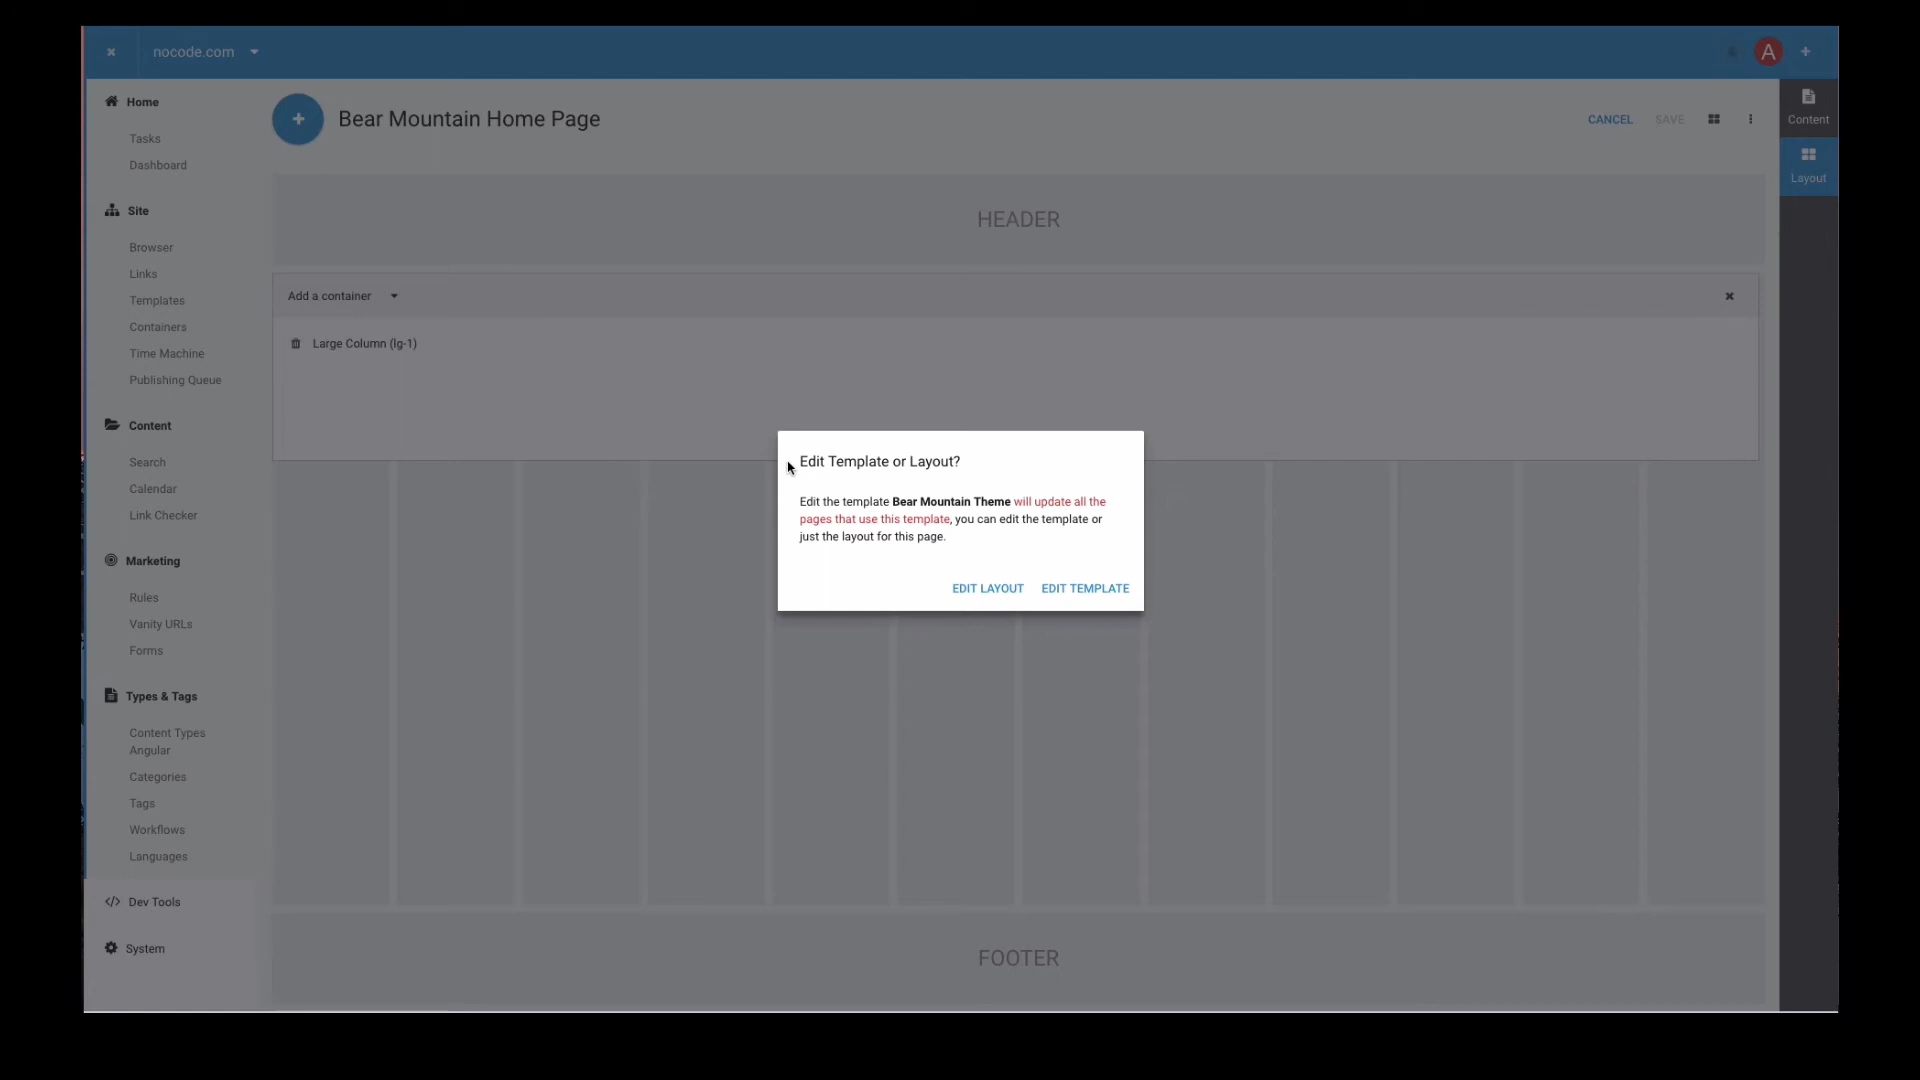 nocode.com
A
Home
Tasks
Dashboard
Site
Browser
Links
Templates
Containers
Time Machine
Publishing Queue
Content
Search
Calendar
Link Checker
Marketing
Rules
Vanity URLs
Forms
Types & Tags
Content Types
Angular
Categories
Tags
Workflows
Languages
Dev Tools
System
Bear Mountain Home Page
CANCEL
SAVE
Content
Layout
HEADER
Add a container
Large Column (lg-1)
Edit Template or Layout?
Edit the template Bear Mountain Theme will update all the
pages that use this template, you can edit the template or
just the layout for this page.
EDIT LAYOUT
EDIT TEMPLATE
FOOTER